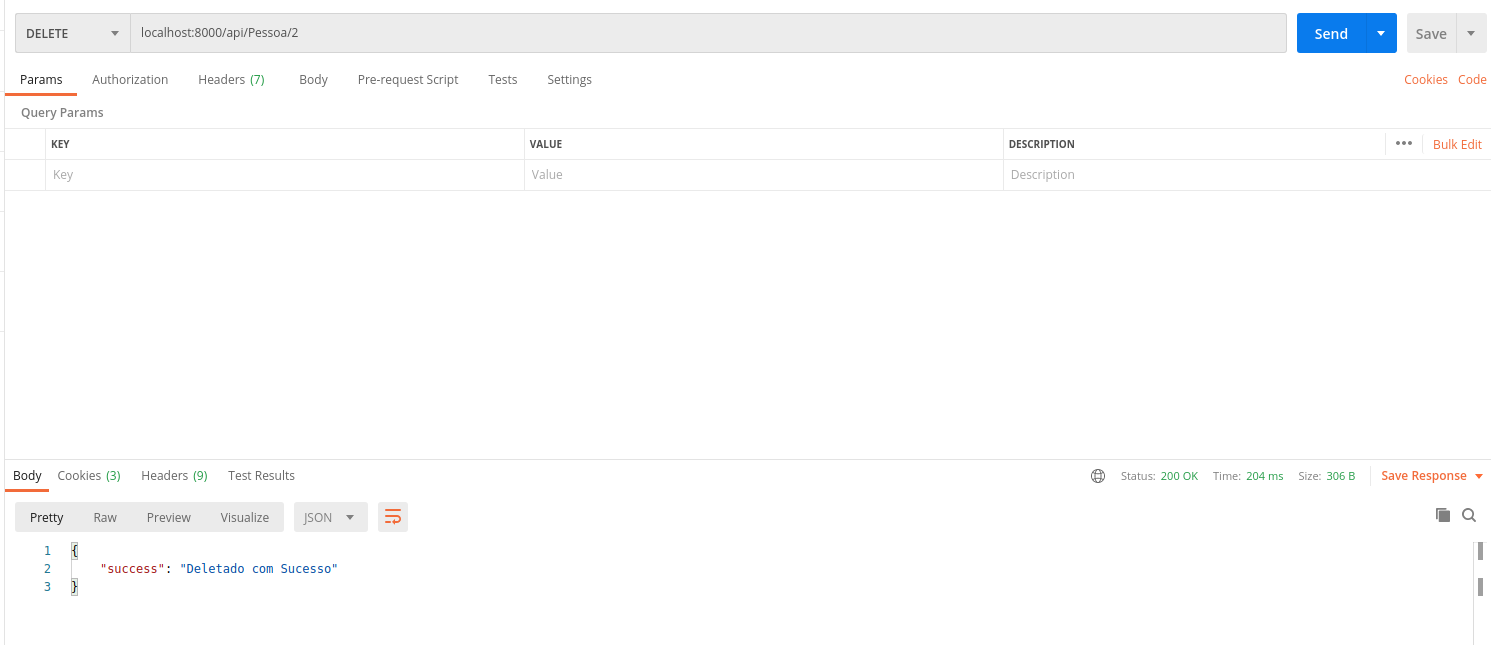 DELETE localhost:8000/api/Pessoa/2 Send Save
Params Authorization Headers (7) Body Pre-request Script Tests Settings Cookies Code
Query Params
KEY VALUE DESCRIPTION ••• Bulk Edit
Key Value Description
Body Cookies (3) Headers (9) Test Results Status: 200 OK Time: 204 ms Size: 306 B Save Response
Pretty Raw Preview Visualize JSON
1 {
2 "success": "Deletado com Sucesso"
3 }